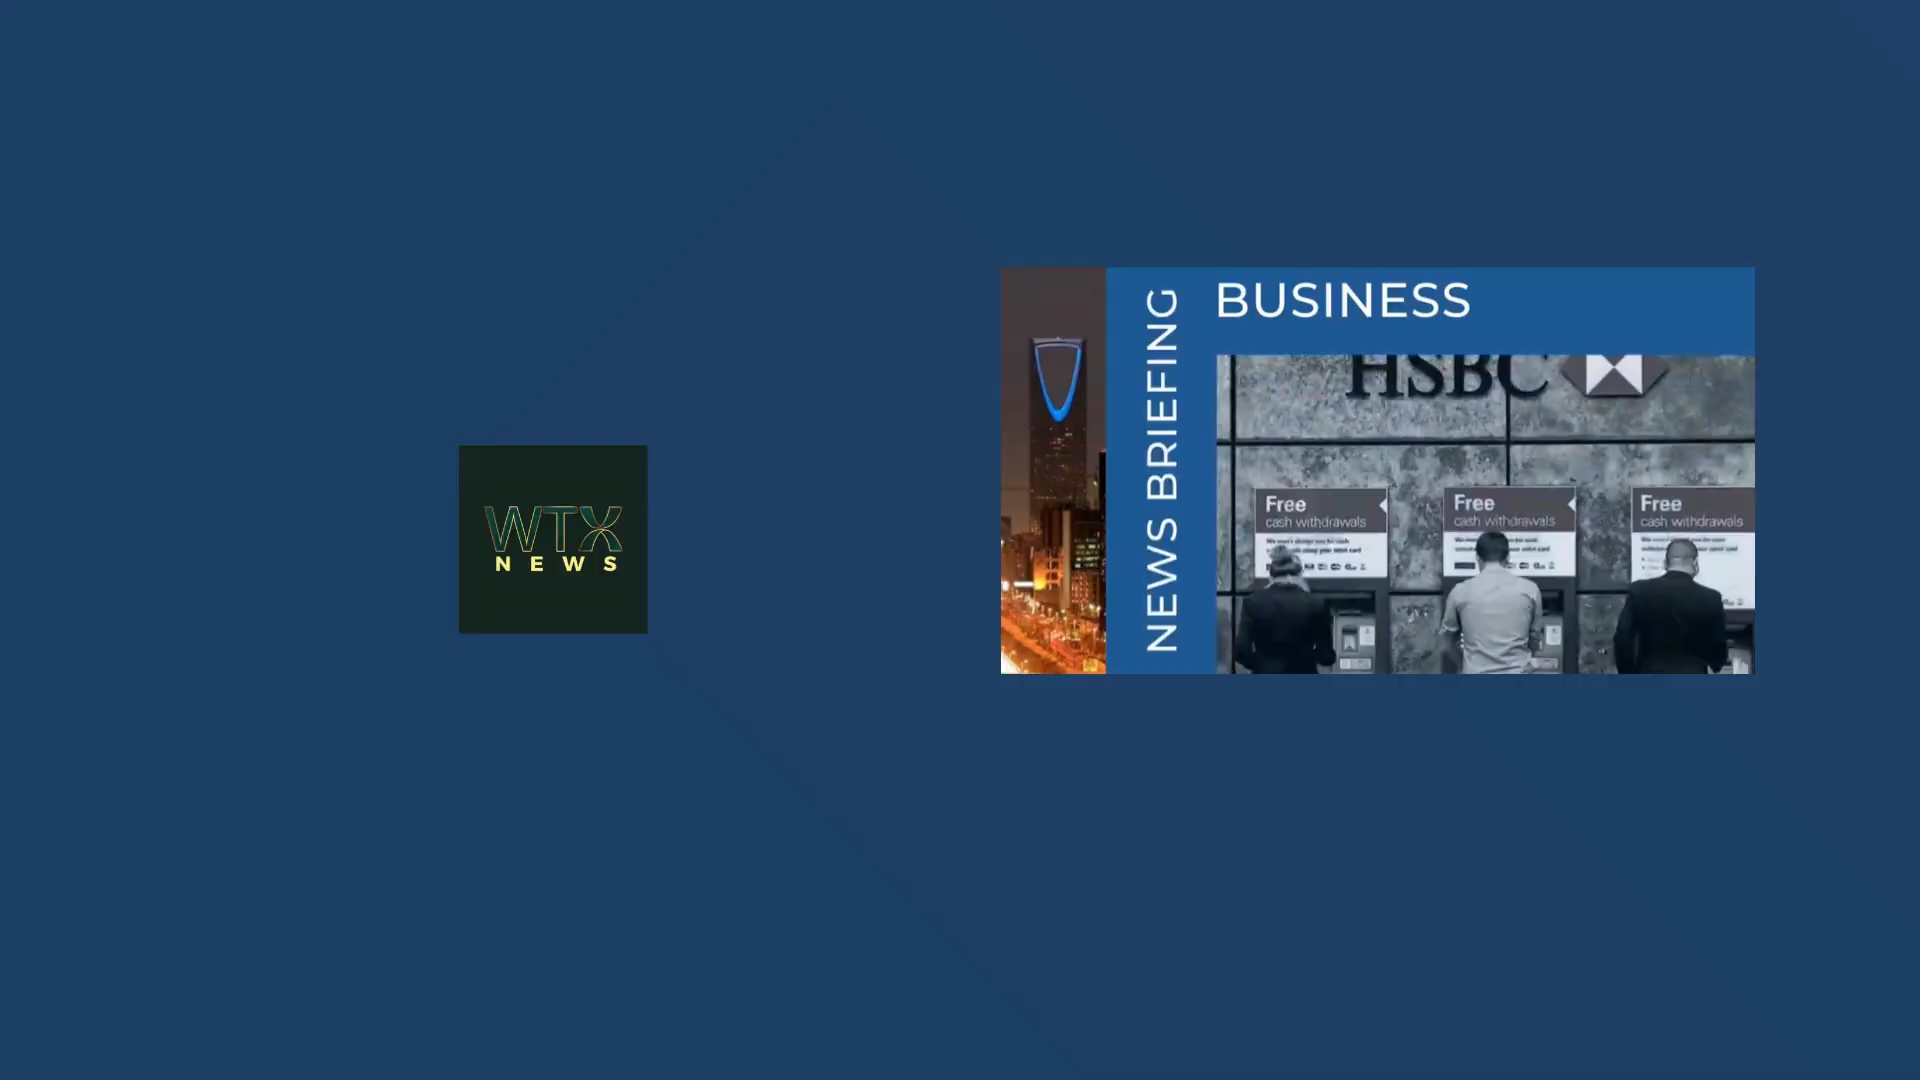 WTX
NEWS
NEWS BRIEFING
BUSINESS
HSBC
Free
cash withdrawals
Free
cash withdrawals
Free
cash withdrawals